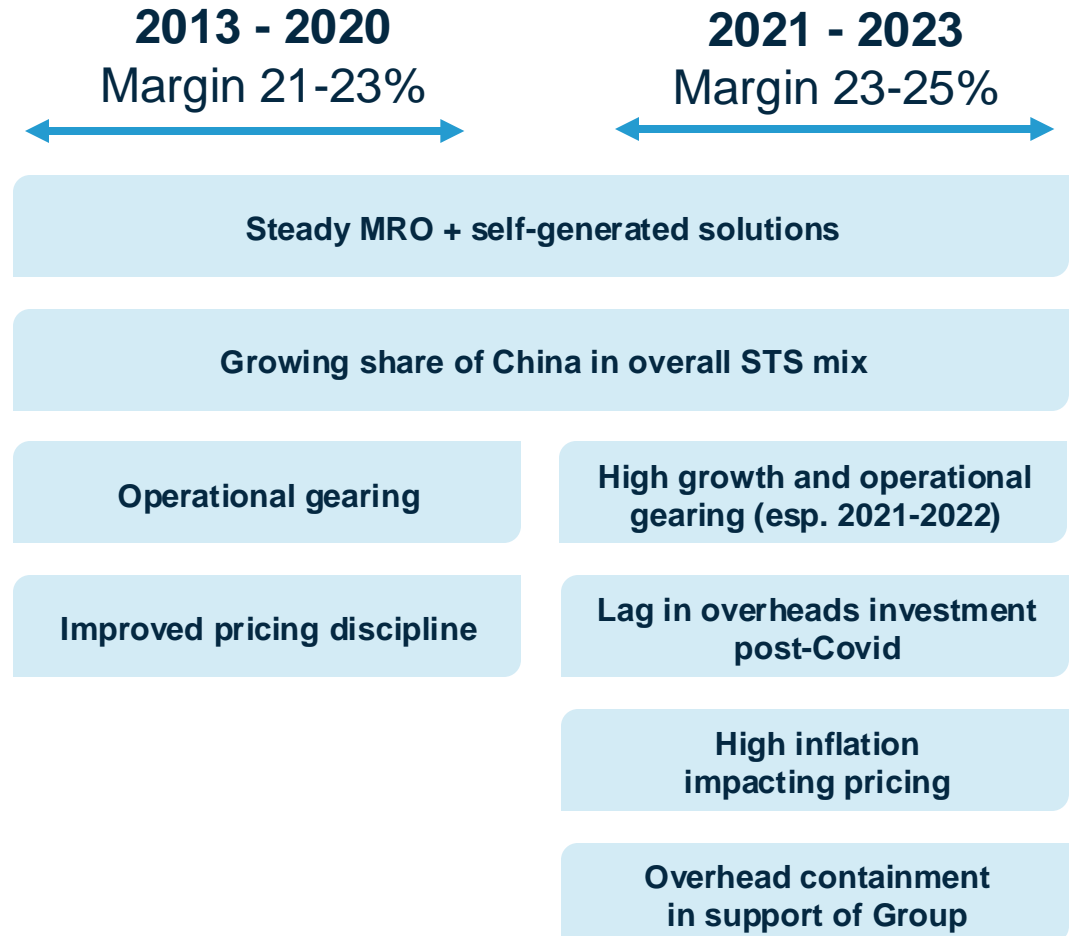 2013 - 2020
Margin 21-23%
2021 - 2023
Margin 23-25%
Steady MRO + self-generated solutions
Growing share of China in overall STS mix
Operational gearing
High growth and operational
gearing (esp. 2021-2022)
Improved pricing discipline
Lag in overheads investment
post-Covid
High inflation
impacting pricing
Overhead containment
in support of Group